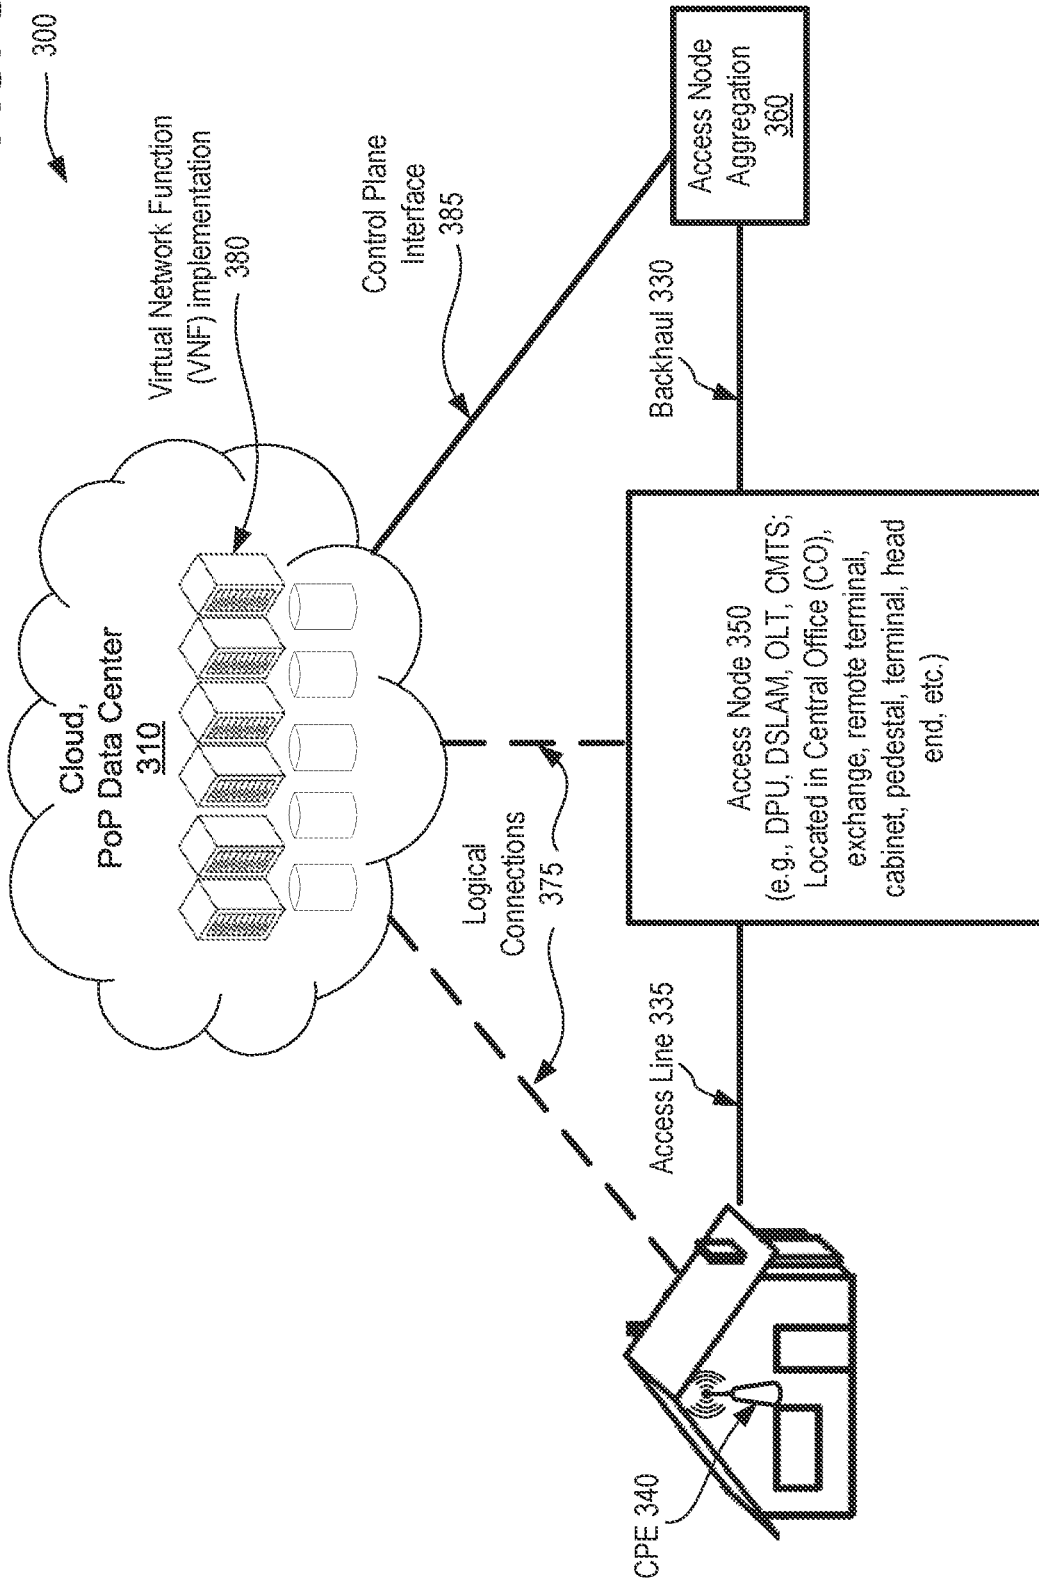 300
Cloud,
PoP Data Center
310
Virtual Network Function
(VNF) implementation
380
Control Plane
Interface
385
Logical
Connections
375
CPE 340
Access Line 335
Access Node 350
(e.g., DPU, DSLAM, OLT, CMTS;
Located in Central Office (CO),
exchange, remote terminal,
cabinet, pedestal, terminal, head
end, etc.)
Backhaul 330
Access Node
Aggregation
360